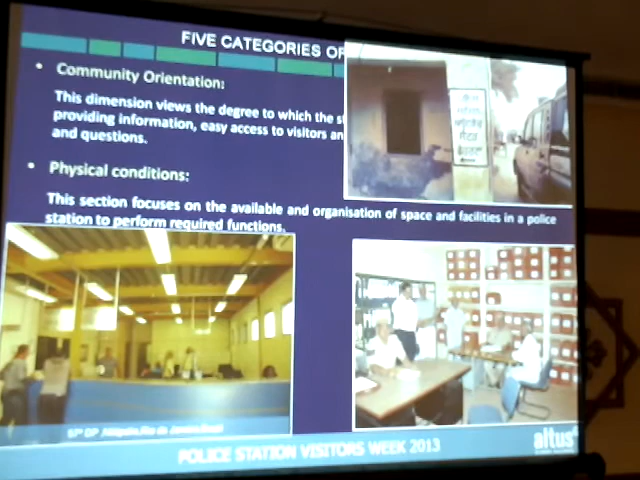 FIVE CATEGORIES OF
• Community Orientation:
This dimension views the degree to which the st
providing information, easy access to visitors an
and questions.
• Physical conditions:
This section focuses on the available and organisation of space and facilities in a police
station to perform required functions.
POLICE STATION VISITORS WEEK 2013
altus